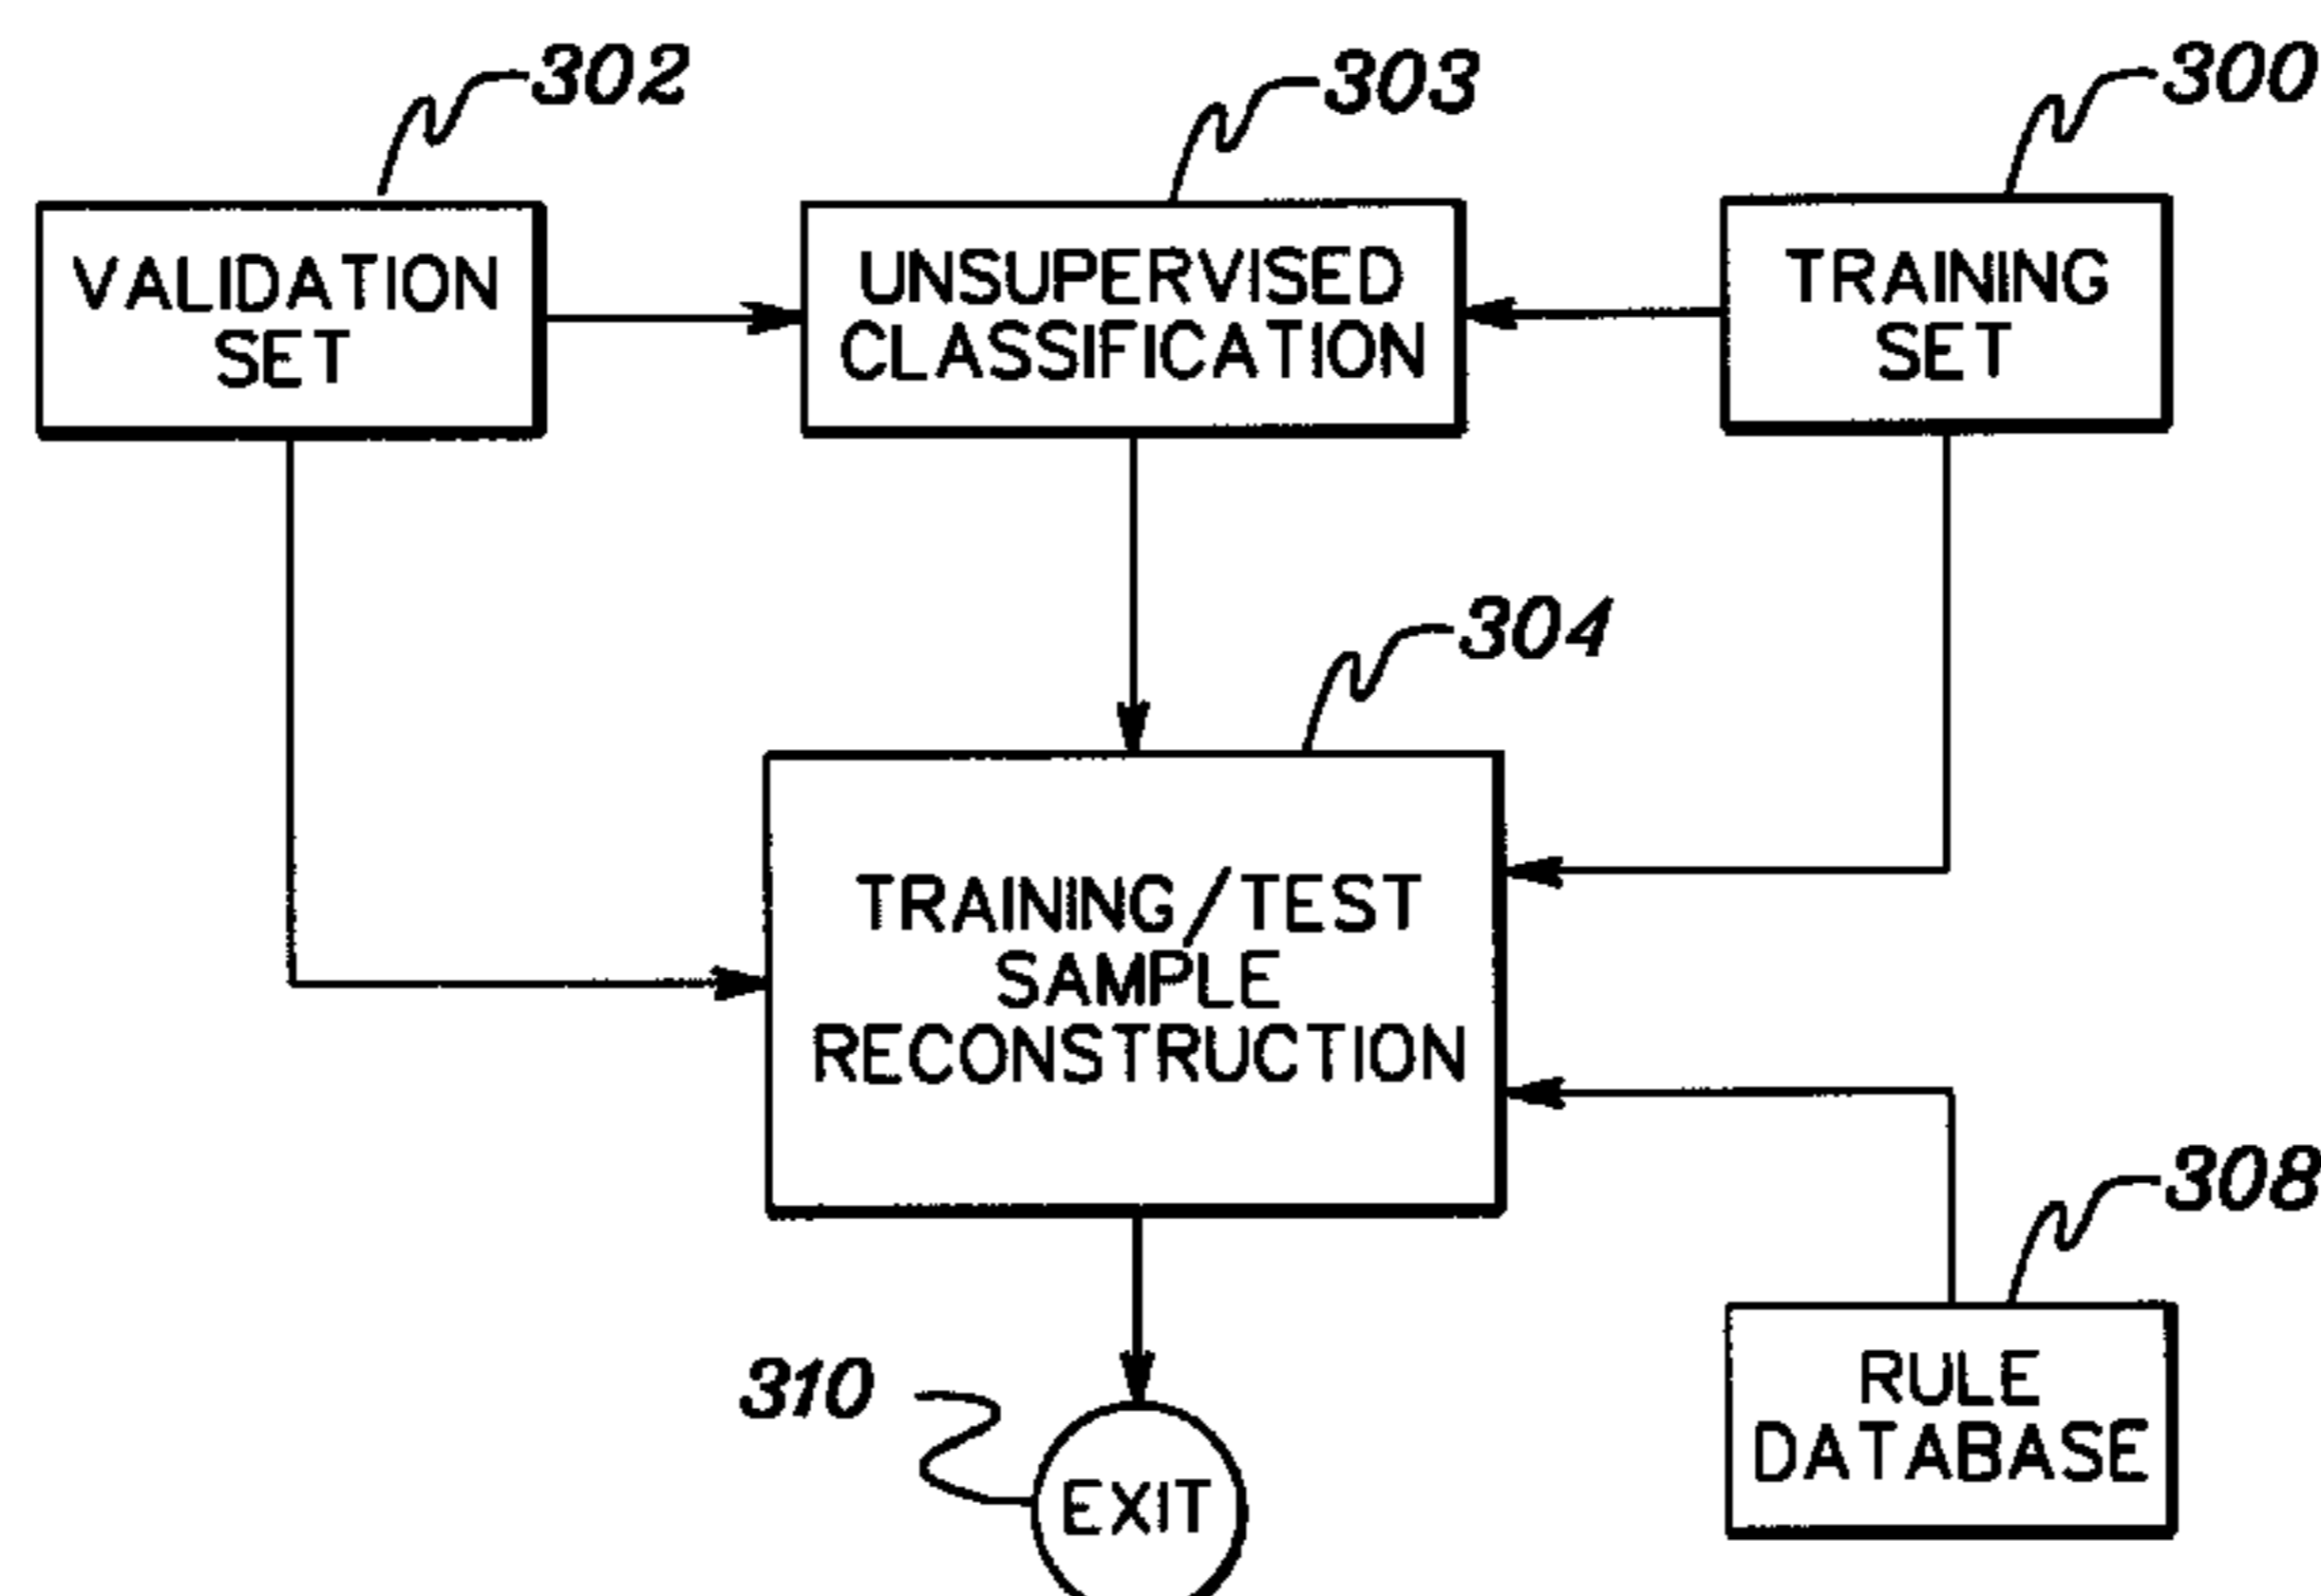 302
303
300
VALIDATION
SET
UNSUPERVISED
CLASSIFICATION
TRAINING
SET
304
TRAINING/TEST
SAMPLE
RECONSTRUCTION
308
RULE
DATABASE
310
EXIT